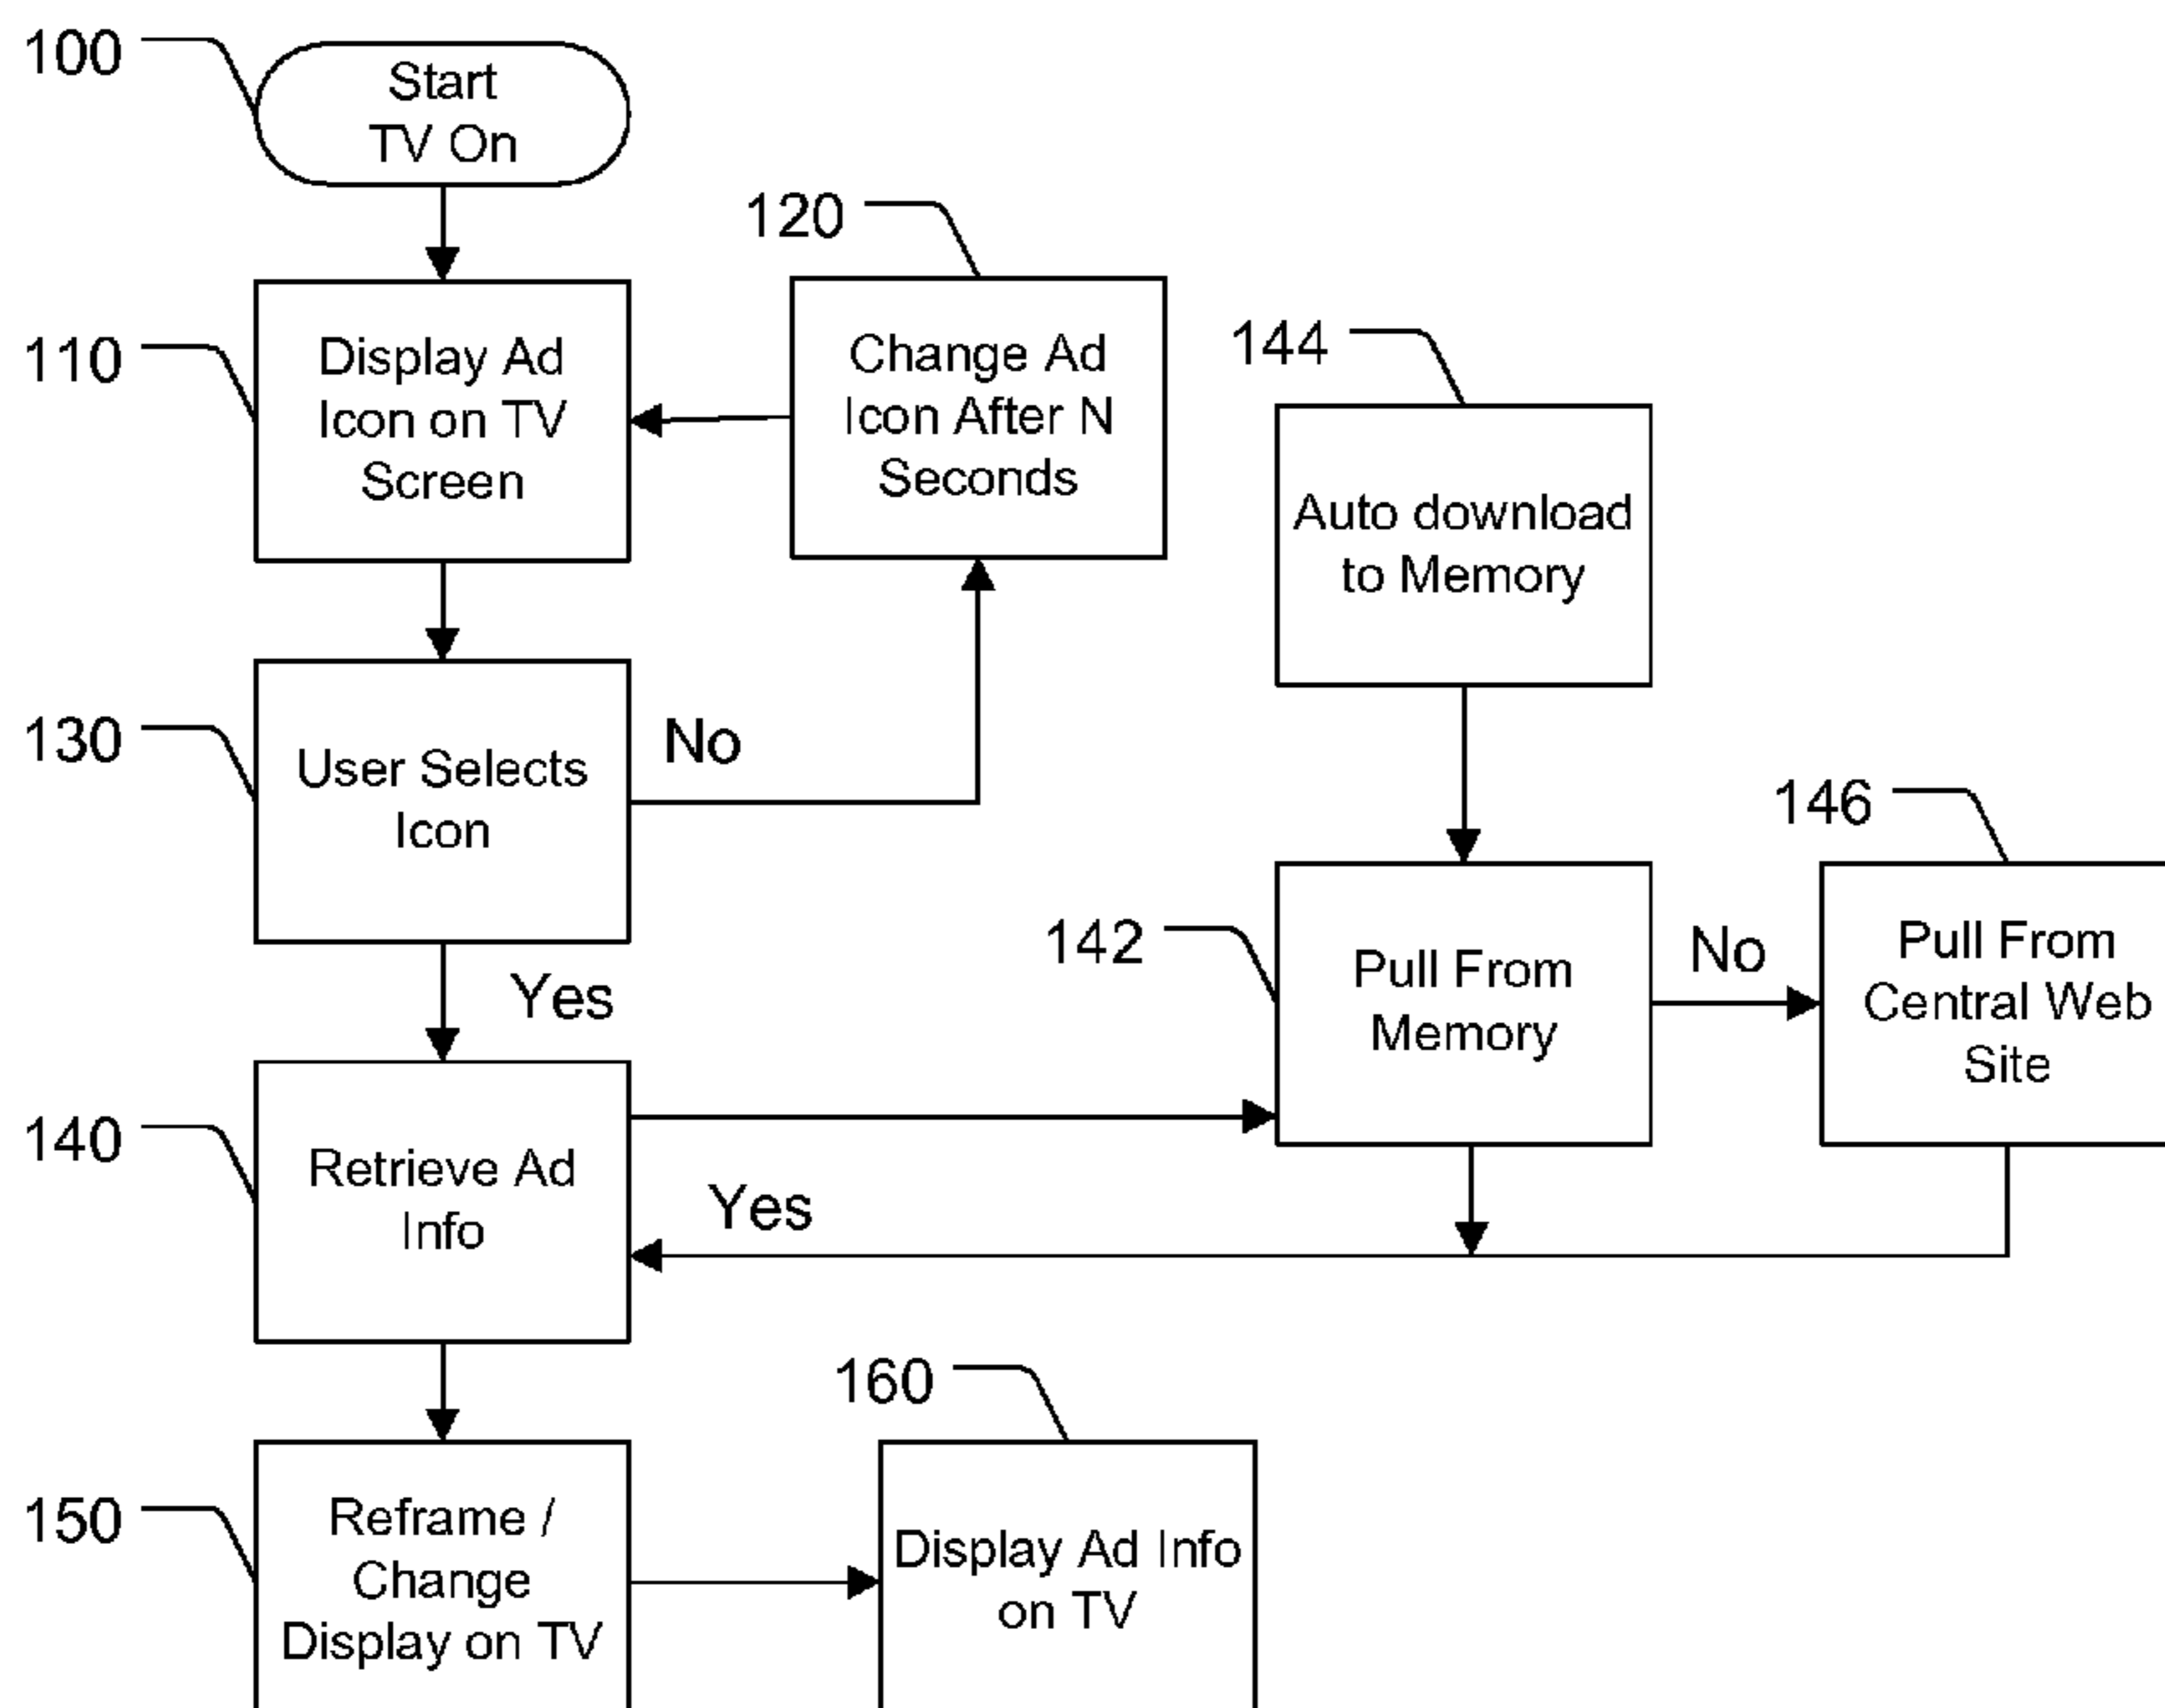 100
Start
TV On
120
110
Display Ad
Icon on TV
Screen
Change Ad
Icon After N
Seconds
144
Auto download
to Memory
130
User Selects
Icon
No
146
142
Pull From
Memory
No
Pull From
Central Web
Site
Yes
140
Retrieve Ad
Info
Yes
160
150
Reframe /
Change
Display on TV
Display Ad Info
on TV